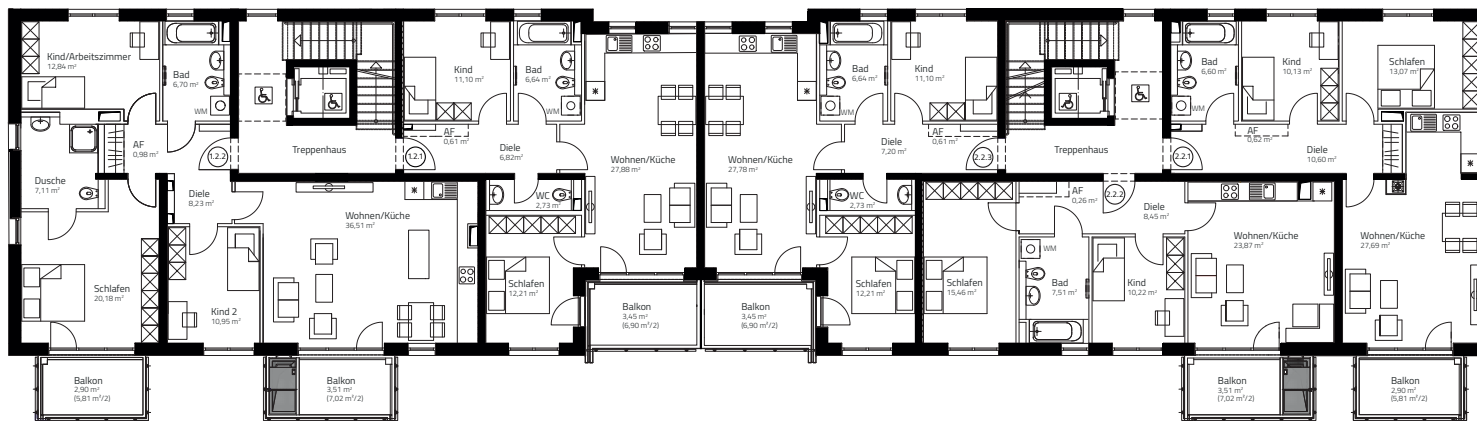 Kind/Arbeitszimmer
12,84 m²
Bad
6,70 m²
WM
AF
0,98 m²
Dusche
7,11 m²
Diele
8,23 m²
1.2.2
Treppenhaus
1.2.1
Schlafen
20,18 m²
Kind 2
10,95 m²
Wohnen/Küche
36,51 m²
Balkon
2,90 m²
(5,81 m²/2)
Balkon
3,51 m²
(7,02 m²/2)
Kind
11,10 m²
Bad
6,64 m²
WM
AF
0,61 m²
Diele
6,82m²
Wohnen/Küche
27,88 m²
WC
2,73 m²
Schlafen
12,21 m²
Balkon
3,45 m²
(6,90 m²/2)
Wohnen/Küche
27,78 m²
Bad
6,64 m²
WM
Kind
11,10 m²
AF
0,61 m²
Diele
7,20 m²
2.2.3
WC
2,73 m²
Schlafen
12,21 m²
Balkon
3,45 m²
(6,90 m²/2)
Treppenhaus
2.2.1
2.2.2
AF
0,26 m²
Diele
8,45 m²
Schlafen
15,46 m²
WM
Bad
7,51 m²
Kind
10,22 m²
Wohnen/Küche
23,87 m²
Balkon
3,51 m²
(7,02 m²/2)
Bad
6,60 m²
WM
Kind
10,13 m²
AF
0,62 m²
Schlafen
13,07 m²
Diele
10,60 m²
Wohnen/Küche
27,69 m²
Balkon
2,90 m²
(5,81 m²/2)